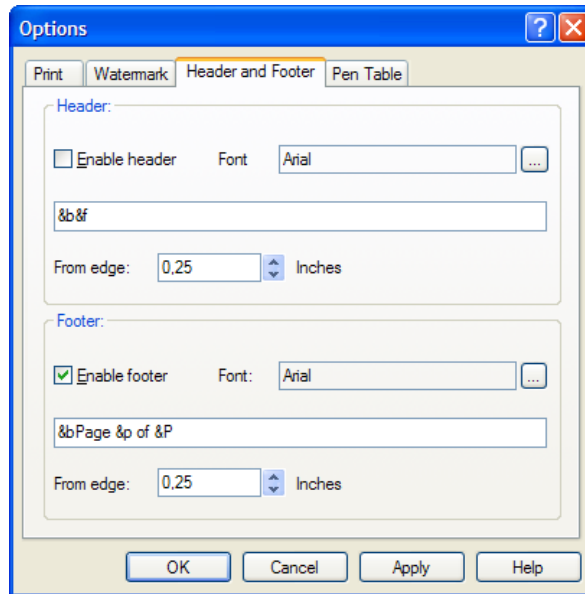 Options
Print Watermark Header and Footer Pen Table
Header:
Enable header Font Arial ...
&b&f
From edge: 0,25 Inches
Footer:
Enable footer Font: Arial ...
&bPage &p of &P
From edge: 0,25 Inches
OK Cancel Apply Help